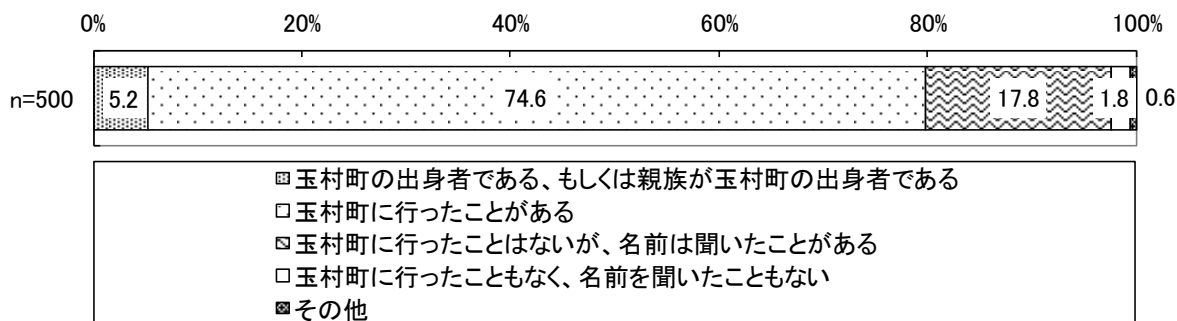 0% 20% 40% 60% 80% 100%
n=500 5.2 74.6 17.8 1.8 0.6
玉村町の出身者である、もしくは親族が玉村町の出身者である
玉村町に行ったことがある
玉村町に行ったことはないが、名前は聞いたことがある
玉村町に行ったこともなく、名前を聞いたこともない
その他